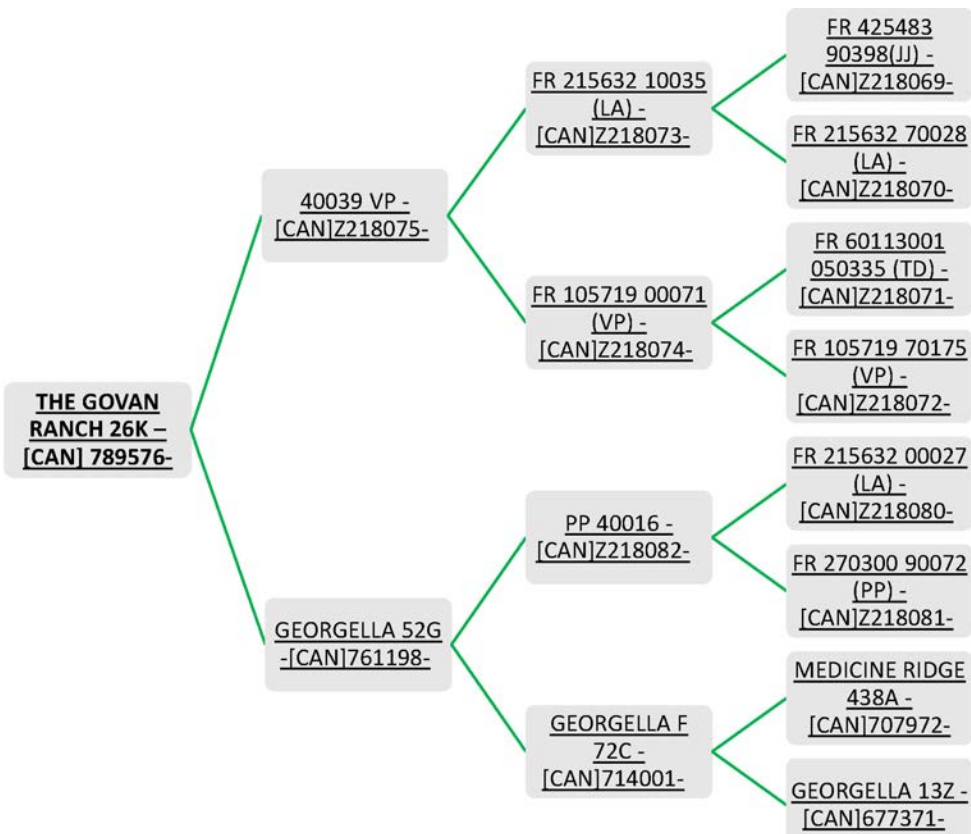 THE GOVAN
RANCH 26K –
[CAN] 789576-
40039 VP -
[CAN]Z218075-
GEORGELLA 52G
-[CAN]761198-
FR 215632 10035
(LA) -
[CAN]Z218073-
FR 105719 00071
(VP) -
[CAN]Z218074-
PP 40016 -
[CAN]Z218082-
GEORGELLA F
72C -
[CAN]714001-
FR 425483
90398(JJ) -
[CAN]Z218069-
FR 215632 70028
(LA) -
[CAN]Z218070-
FR 60113001
050335 (TD) -
[CAN]Z218071-
FR 105719 70175
(VP) -
[CAN]Z218072-
FR 215632 00027
(LA) -
[CAN]Z218080-
FR 270300 90072
(PP) -
[CAN]Z218081-
MEDICINE RIDGE
438A -
[CAN]707972-
GEORGELLA 13Z -
[CAN]677371-